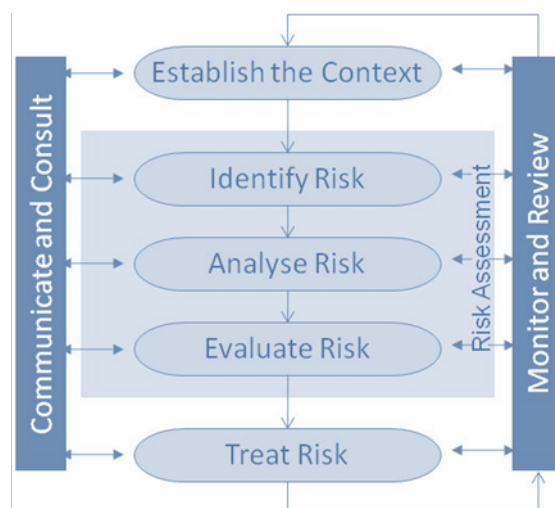 Establish the Context
Communicate and Consult
Identify Risk
Analyse Risk
Evaluate Risk
Risk Assessment
Monitor and Review
Treat Risk